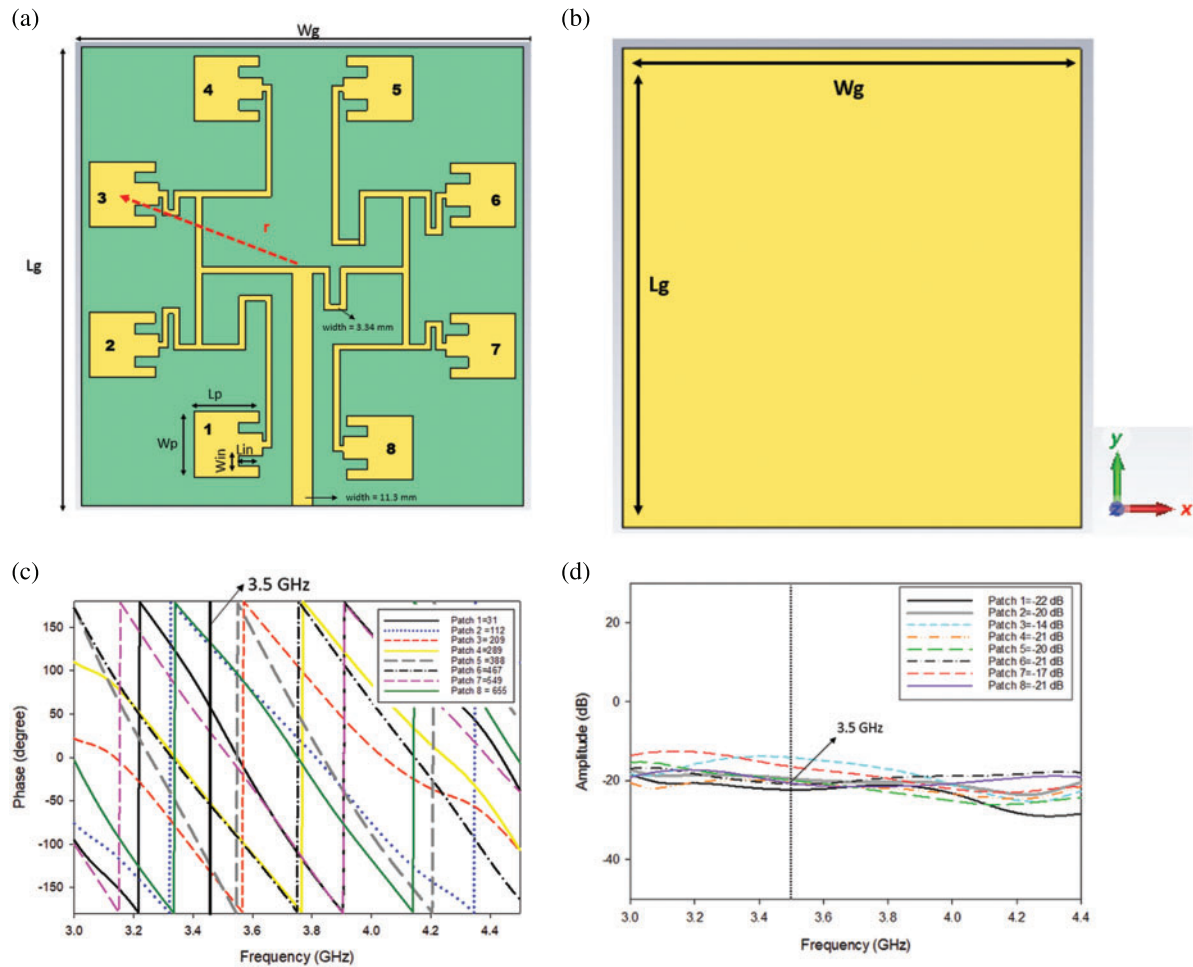 (a)
Wg
Lg
4
5
3
6
r
2
7
width = 3.34 mm
Lp
Wp
1
Lin
Win
8
width = 11.3 mm
(b)
Wg
Lg
y
z
x
(c)
3.5 GHz
Patch 1=31
Patch 2 =112
Patch 3= 209
Patch 4=289
Patch 5 =388
Patch 6=467
Patch 7=549
Patch 8 = 655
150
100
50
0
-50
-100
-150
Phase (degree)
3.0 3.2 3.4 3.6 3.8 4.0 4.2 4.4
Frequency (GHz)
(d)
Patch 1=-22 dB
Patch 2=-20 dB
Patch 3=-14 dB
Patch 4=-21 dB
Patch 5=-20 dB
Patch 6=-21 dB
Patch 7=-17 dB
Patch 8=-21 dB
3.5 GHz
20
0
-20
-40
Amplitude (dB)
3.0 3.2 3.4 3.6 3.8 4.0 4.2 4.4
Frequency (GHz)